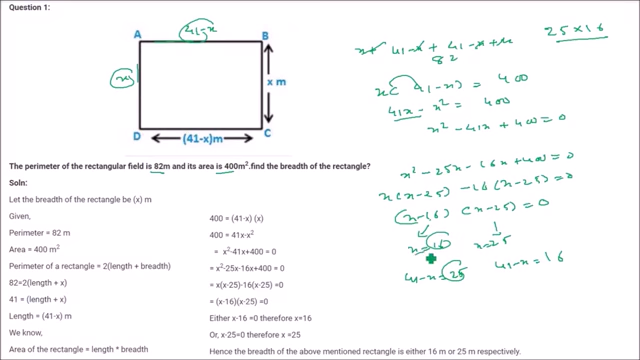 Question 1:
A 41-x B
x
x m
D (41-x)m C
The perimeter of the rectangular field is 82m and its area is 400m².find the breadth of the rectangle?
Soln:
Let the breadth of the rectangle be (x) m
Given,
Perimeter = 82 m
Area = 400 m²
Perimeter of a rectangle = 2(length + breadth)
82=2(length + x)
41 = (length + x)
Length = (41-x) m
We know,
Area of the rectangle = length * breadth
400 = (41-x) (x)
400 = 41x-x²
= x²-41x+400 =0
= x²-25x-16x+400 =0
= x(x-25)-16(x-25) =0
= (x-16)(x-25) =0
Either x-16 =0 therefore x=16
Or, x-25=0 therefore x =25
Hence the breadth of the above mentioned rectangle is either 16 m or 25 m respectively.
25 × 16
x + 41-x + 41-x + x
82
x(41-x) = 400
41x - x² = 400
x² - 41x + 400 = 0
x² - 25x - 16x + 400 = 0
x(x-25) -16(x-25) = 0
(x-16) (x-25) = 0
x=16 x=25
41-x=25 41-x=16